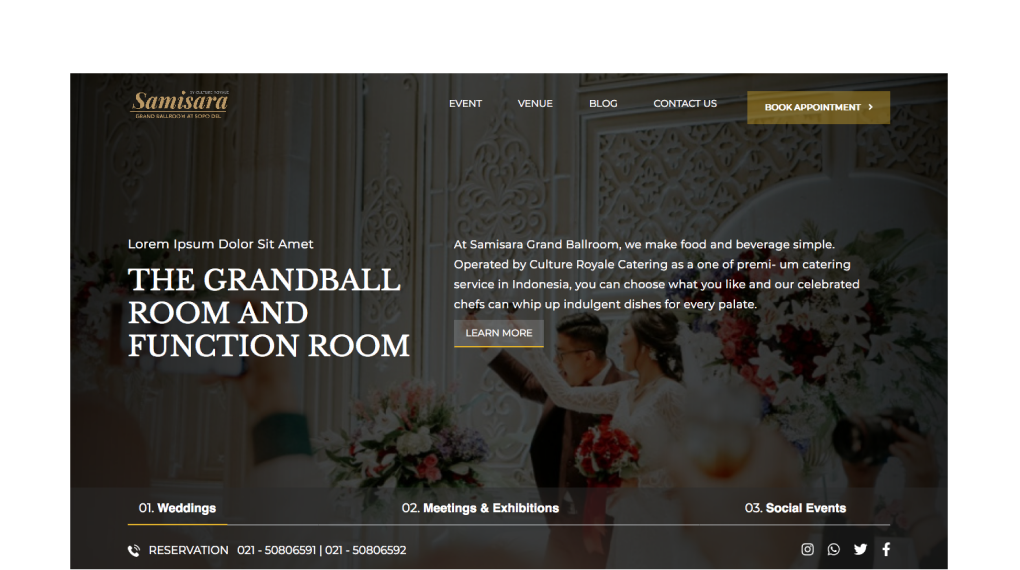 BY CULTURE ROYALE
Samisara
GRAND BALLROOM AT SOPO DEL
EVENT VENUE BLOG CONTACT US BOOK APPOINTMENT
Lorem Ipsum Dolor Sit Amet
THE GRANDBALL
ROOM AND
FUNCTION ROOM
At Samisara Grand Ballroom, we make food and beverage simple.
Operated by Culture Royale Catering as a one of premi- um catering
service in Indonesia, you can choose what you like and our celebrated
chefs can whip up indulgent dishes for every palate.
LEARN MORE
01. Weddings 02. Meetings & Exhibitions 03. Social Events
RESERVATION 021 - 50806591 | 021 - 50806592